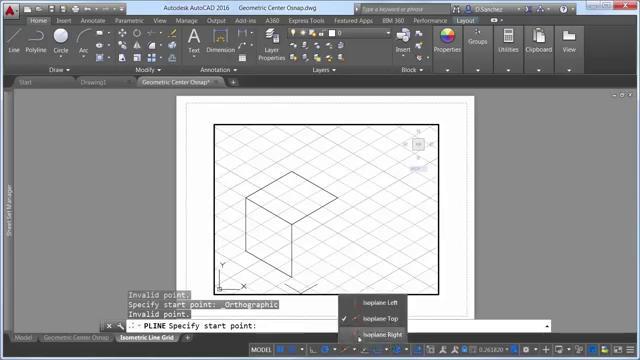 Autodesk AutoCAD 2016 Geometric Center Osnap.dwg
Type a keyword or phrase
D.Sanchez
Home Insert Annotate Parametric View Manage Output Add-ins A360 Express Tools Featured Apps BIM 360 Performance Layout
Line Polyline Circle Arc
Text Dimension
Layer Properties
0
Insert
Properties Groups Utilities Clipboard View
Draw Modify Annotation Layers Block
Start Drawing1 Geometric Center Osnap*
Sheet Set Manager
Y
X
Invalid point.
Specify start point: _Orthographic
Invalid point.
PLINE Specify start point:
Isoplane Left
Isoplane Top
Isoplane Right
Model Geometric Center Isometric Line Grid
MODEL
0.261820